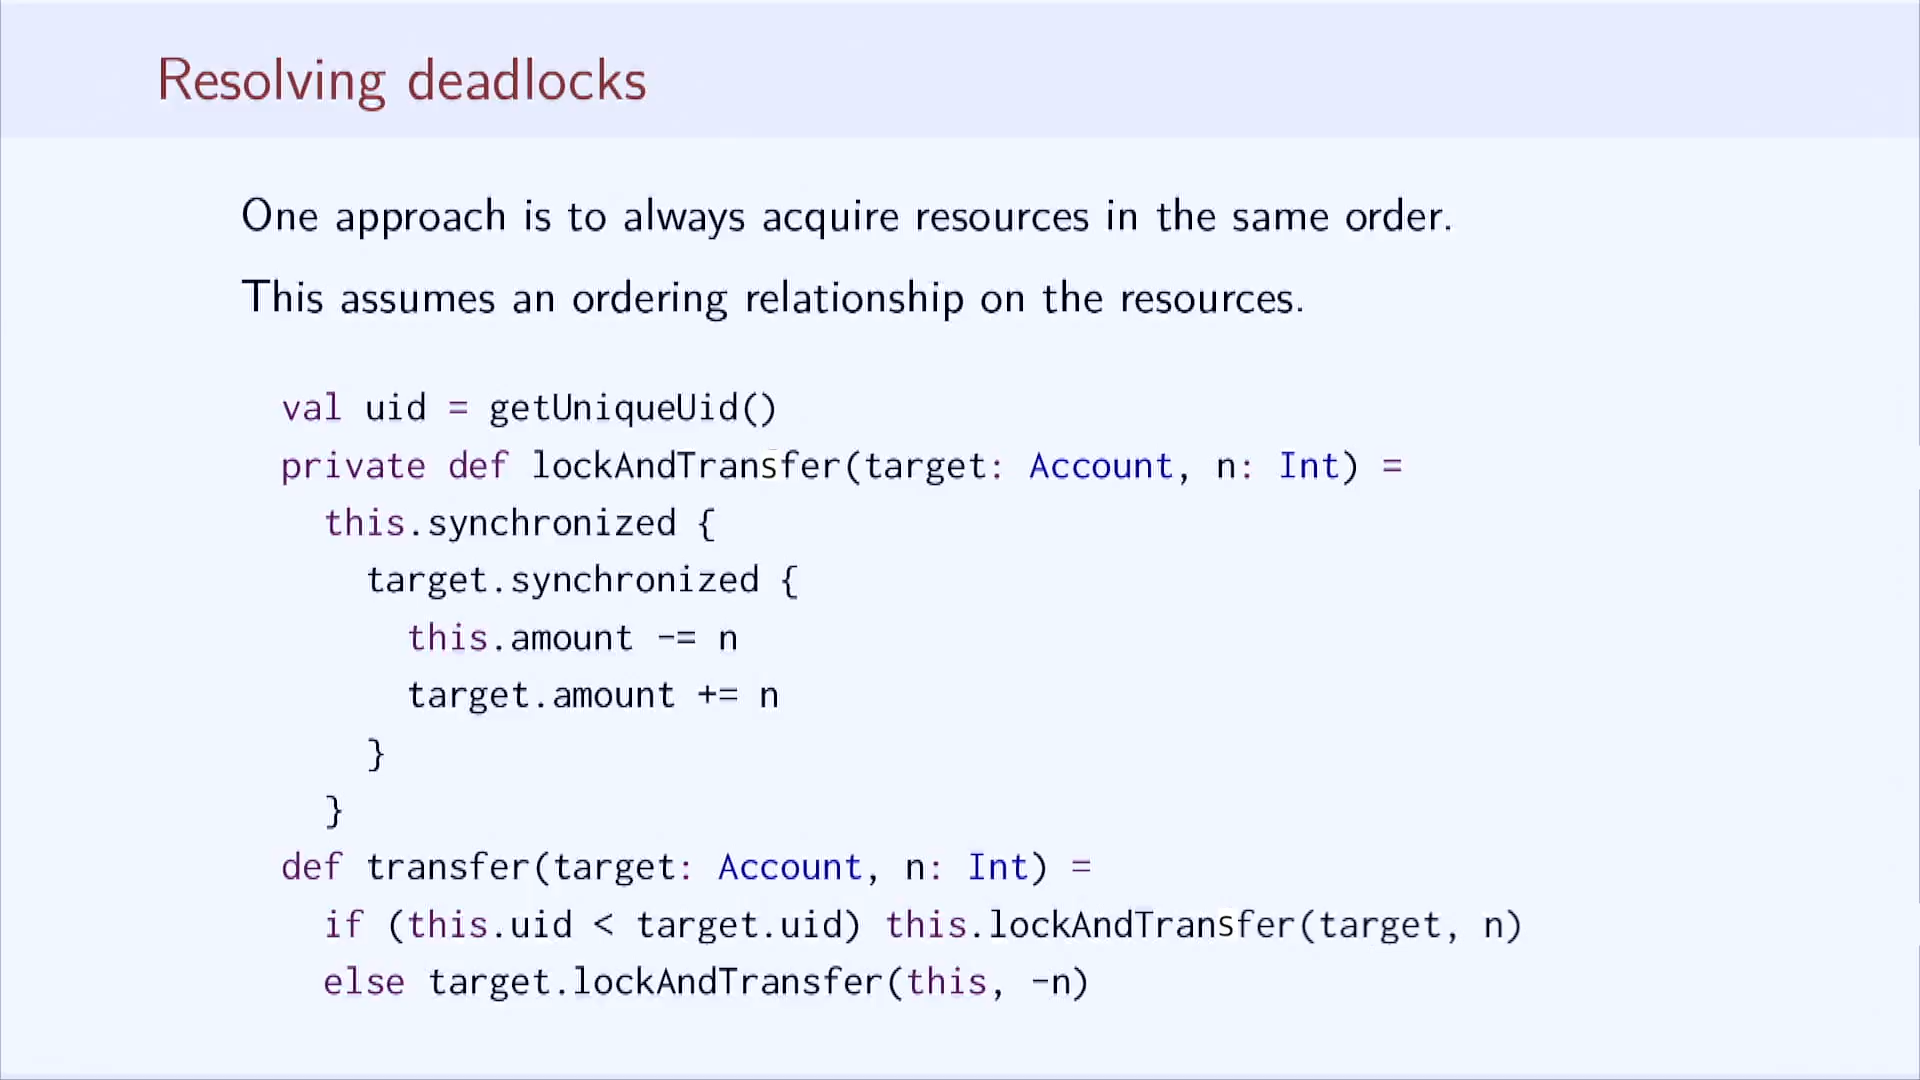 Resolving deadlocks
One approach is to always acquire resources in the same order.
This assumes an ordering relationship on the resources.
val uid = getUniqueUid()
private def lockAndTransfer(target: Account, n: Int) =
  this.synchronized {
    target.synchronized {
      this.amount -= n
      target.amount += n
    }
  }
def transfer(target: Account, n: Int) =
  if (this.uid < target.uid) this.lockAndTransfer(target, n)
  else target.lockAndTransfer(this, -n)